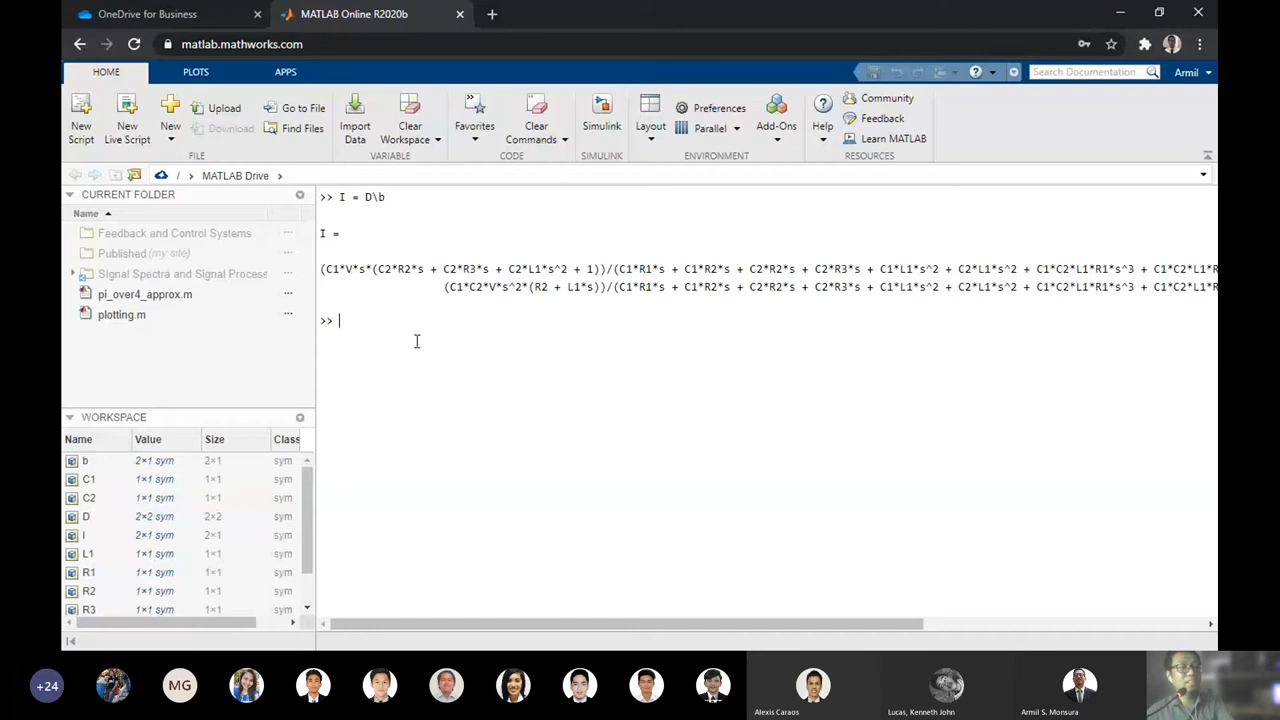 OneDrive for Business
MATLAB Online R2020b
matlab.mathworks.com
HOME
PLOTS
APPS
Search Documentation
Armil
New Script
New Live Script
New
Upload
Download
Go to File
Find Files
FILE
Import Data
Clear Workspace
VARIABLE
Favorites
Clear Commands
CODE
Simulink
SIMULINK
Layout
Preferences
Parallel
Add-Ons
ENVIRONMENT
Help
Community
Feedback
Learn MATLAB
RESOURCES
/ MATLAB Drive
CURRENT FOLDER
Name
Feedback and Control Systems
Published (my site)
Signal Spectra and Signal Process
pi_over4_approx.m
plotting.m
WORKSPACE
Name Value Size Class
b 2×1 sym 2×1 sym
C1 1×1 sym 1×1 sym
C2 1×1 sym 1×1 sym
D 2×2 sym 2×2 sym
I 2×1 sym 2×1 sym
L1 1×1 sym 1×1 sym
R1 1×1 sym 1×1 sym
R2 1×1 sym 1×1 sym
R3 1×1 sym 1×1 sym
>> I = D\b
I =
(C1*V*s*(C2*R2*s + C2*R3*s + C2*L1*s^2 + 1))/(C1*R1*s + C1*R2*s + C2*R2*s + C2*R3*s + C1*L1*s^2 + C2*L1*s^2 + C1*C2*L1*R1*s^3 + C1*C2*L1*R
(C1*C2*V*s^2*(R2 + L1*s))/(C1*R1*s + C1*R2*s + C2*R2*s + C2*R3*s + C1*L1*s^2 + C2*L1*s^2 + C1*C2*L1*R1*s^3 + C1*C2*L1*R
>>
+24
MG
Alexis Caraos
Lucas, Kenneth John
Armil S. Monsura